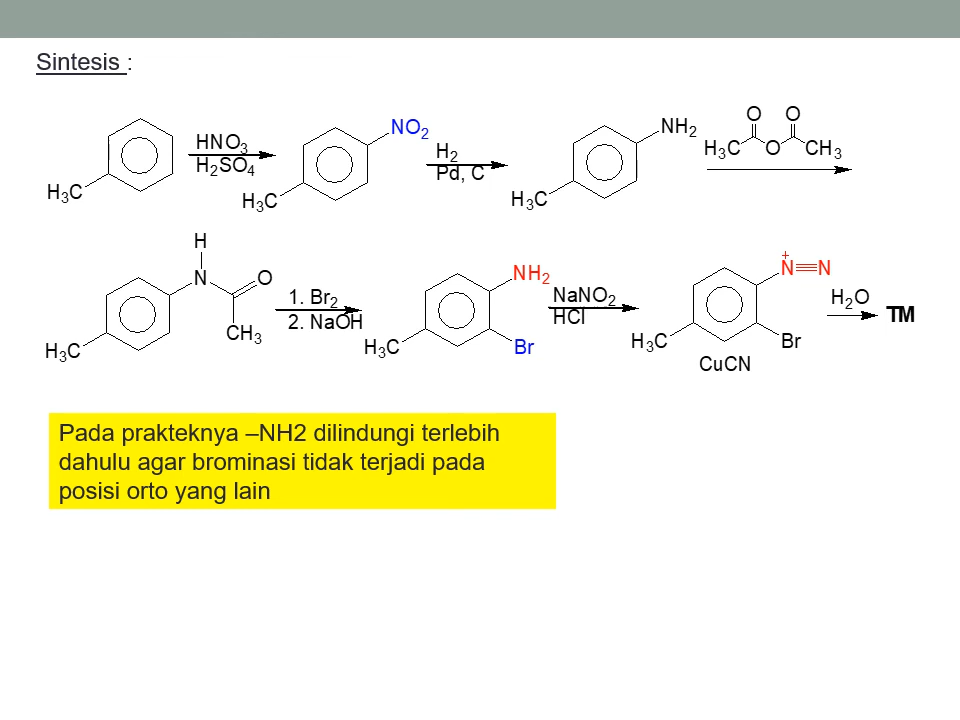 Sintesis :
HNO3
H2SO4
H3C
NO2
H3C
H2
Pd, C
NH2
H3C
O O
H3C O CH3
H
N
O
CH3
H3C
1. Br2
2. NaOH
NH2
Br
H3C
NaNO2
HCl
+
N≡N
Br
H3C
CuCN
H2O
TM
Pada prakteknya –NH2 dilindungi terlebih
dahulu agar brominasi tidak terjadi pada
posisi orto yang lain